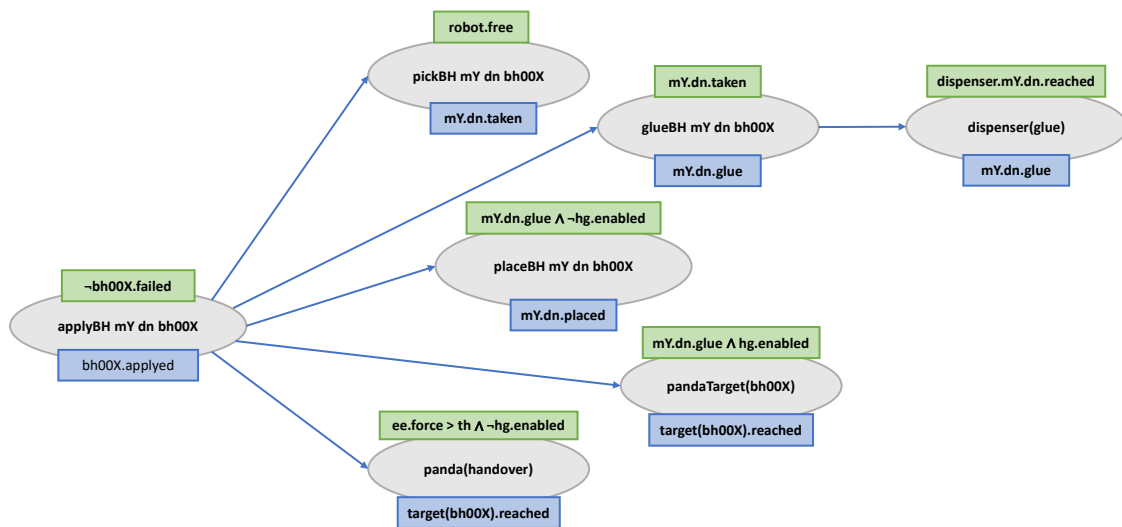 robot.free
pickBH mY dn bh00X
mY.dn.taken
mY.dn.taken
glueBH mY dn bh00X
mY.dn.glue
dispenser.mY.dn.reached
dispenser(glue)
mY.dn.glue
mY.dn.glue ∧ ¬hg.enabled
placeBH mY dn bh00X
mY.dn.placed
¬bh00X.failed
applyBH mY dn bh00X
bh00X.applyed
mY.dn.glue ∧ hg.enabled
pandaTarget(bh00X)
target(bh00X).reached
ee.force > th ∧ ¬hg.enabled
panda(handover)
target(bh00X).reached